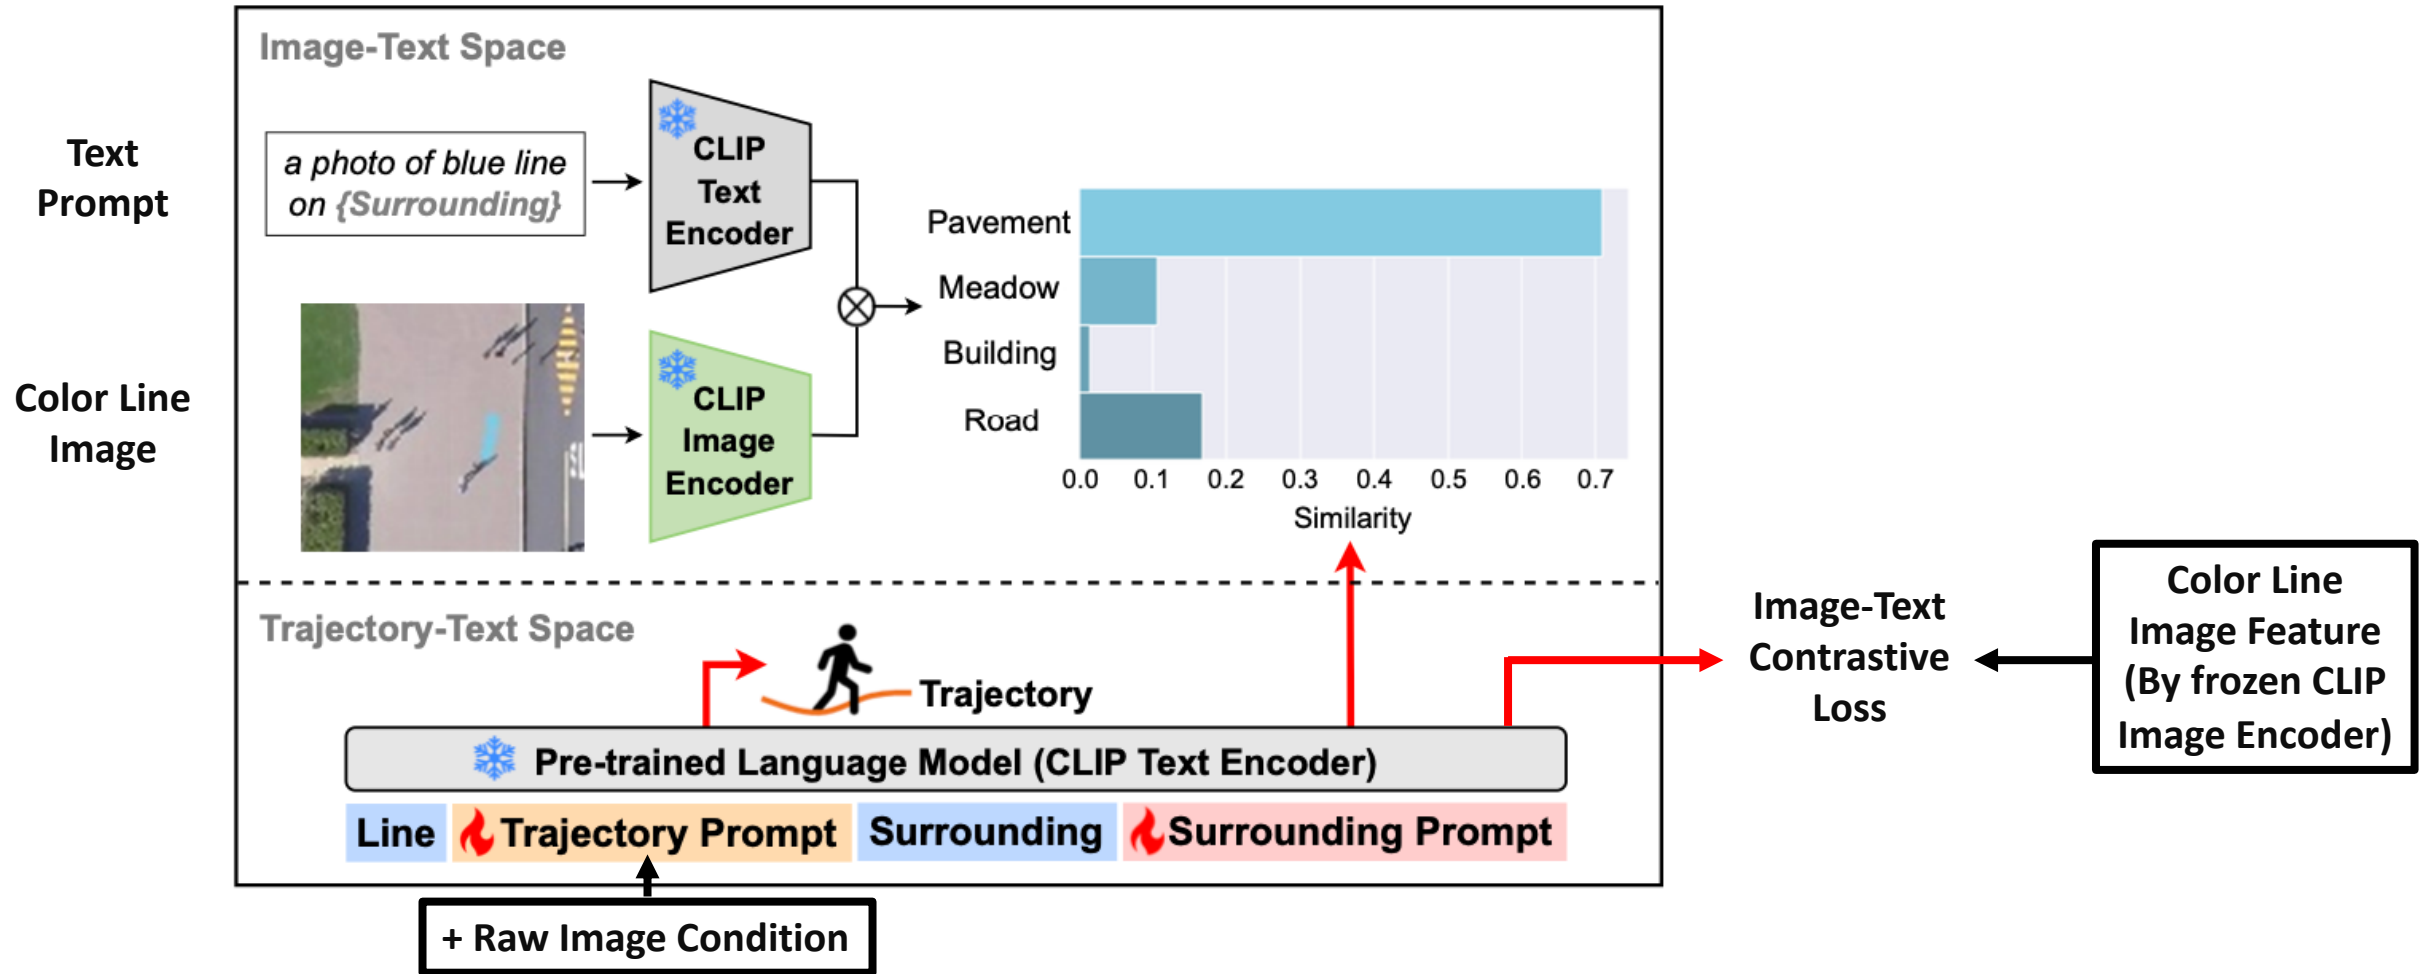 Image-Text Space
Text
Prompt
a photo of blue line
on {Surrounding}
CLIP
Text
Encoder
Color Line
Image
CLIP
Image
Encoder
Pavement
Meadow
Building
Road
0.0 0.1 0.2 0.3 0.4 0.5 0.6 0.7
Similarity
Trajectory-Text Space
Trajectory
Pre-trained Language Model (CLIP Text Encoder)
Line Trajectory Prompt Surrounding Surrounding Prompt
+ Raw Image Condition
Image-Text
Contrastive
Loss
Color Line
Image Feature
(By frozen CLIP
Image Encoder)